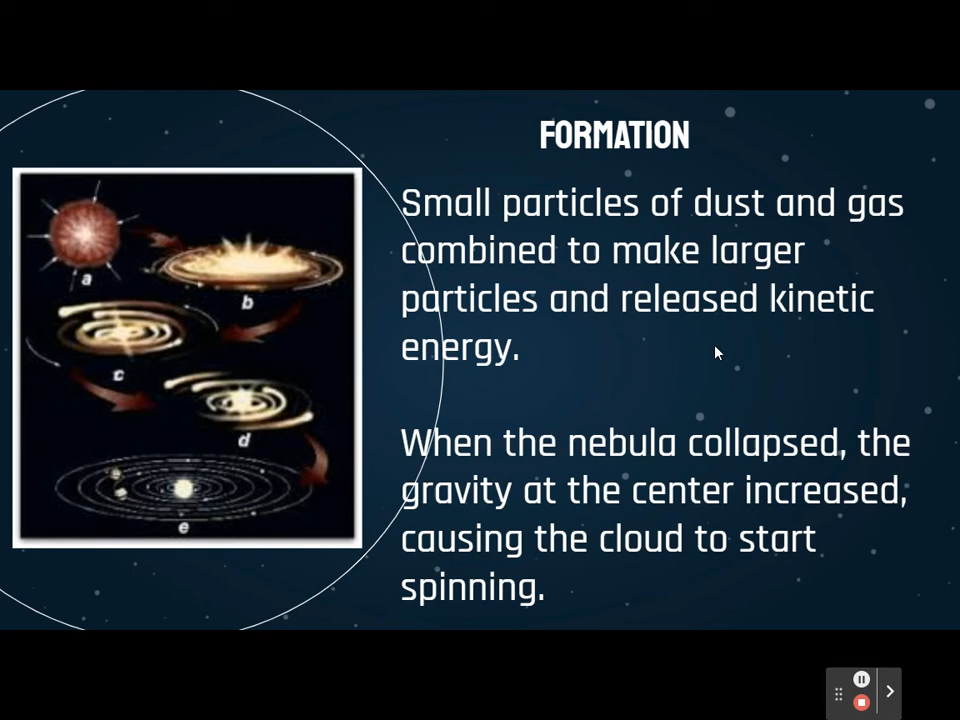 FORMATION
Small particles of dust and gas
combined to make larger
particles and released kinetic
energy.
When the nebula collapsed, the
gravity at the center increased,
causing the cloud to start
spinning.
a
b
c
d
e